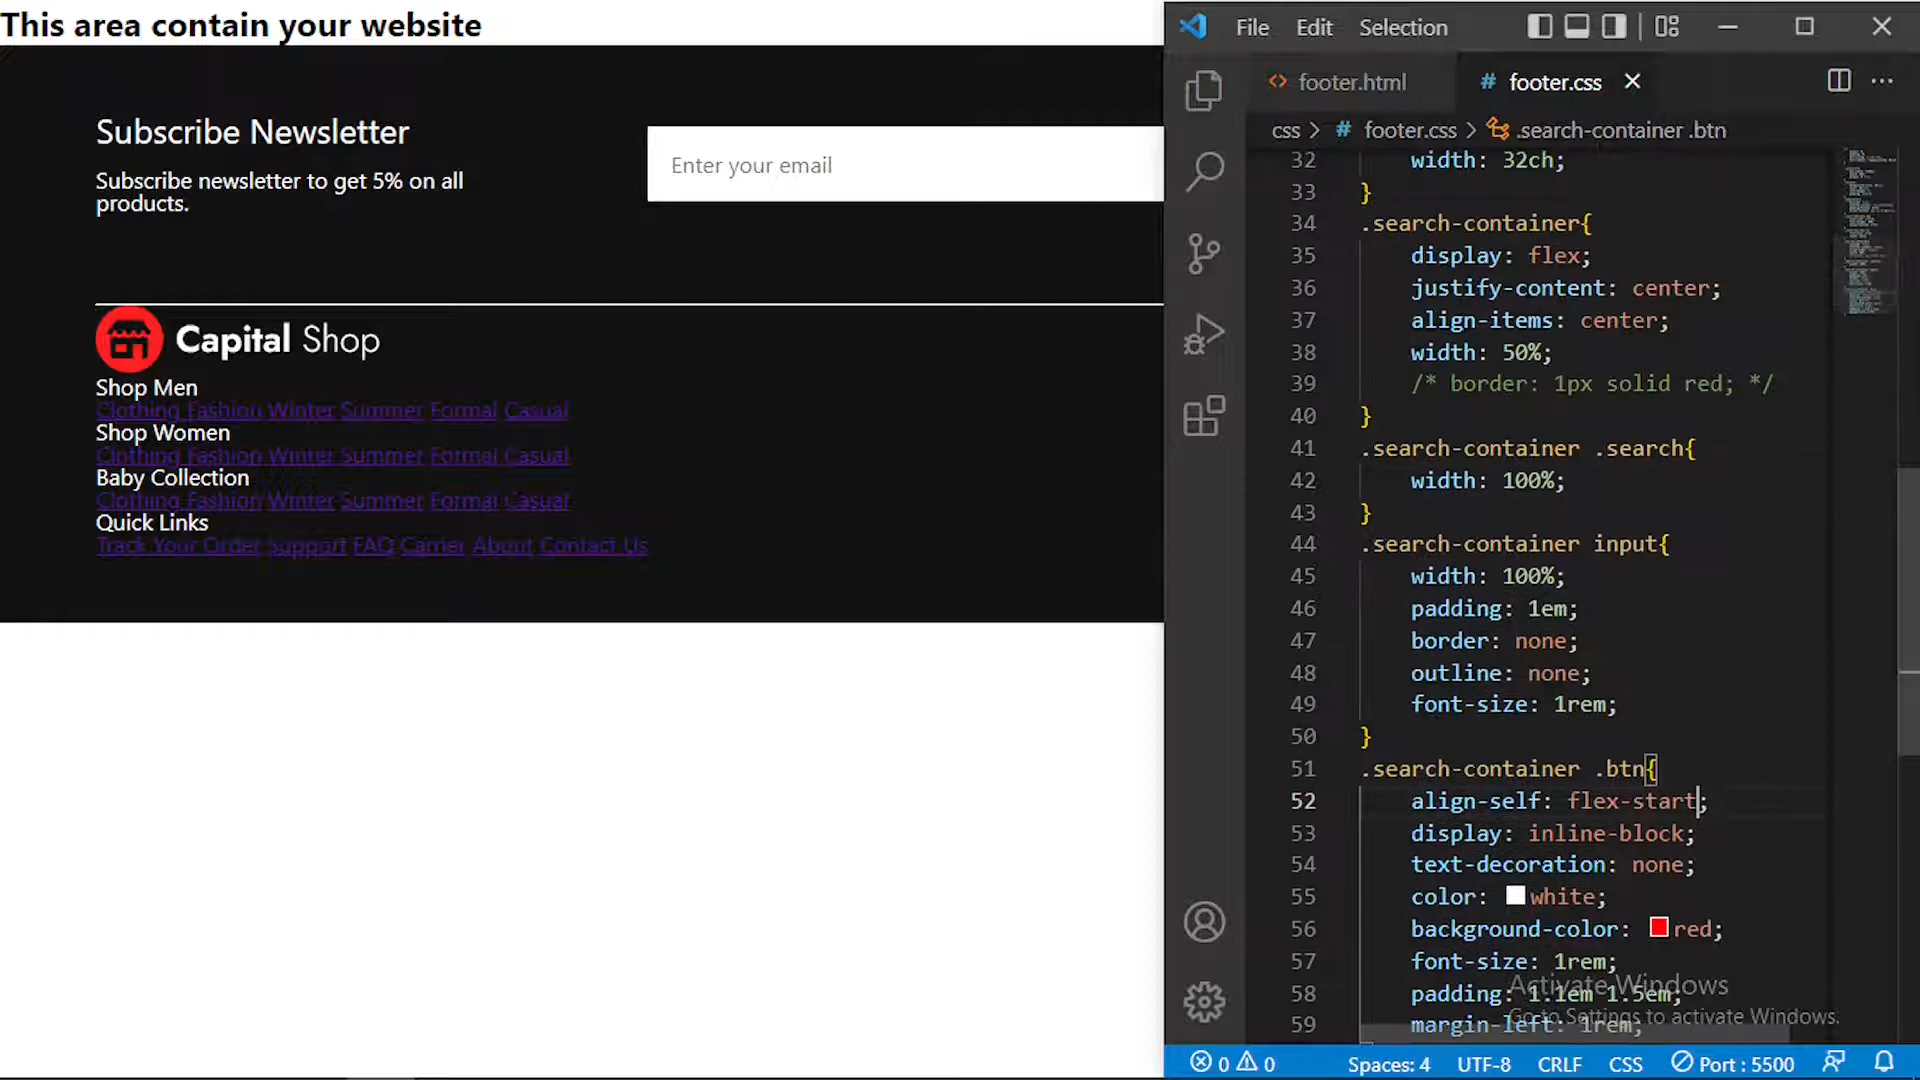 This area contain your website
Subscribe Newsletter
Subscribe newsletter to get 5% on all
products.
Enter your email
Capital Shop
Shop Men
Clothing Fashion Winter Summer Formal Casual
Shop Women
Clothing Fashion Winter Summer Formal Casual
Baby Collection
Clothing Fashion Winter Summer Formal Casual
Quick Links
Track Your Order Support FAQ Carrier About Contact Us
File Edit Selection
footer.html # footer.css
css > # footer.css > .search-container .btn
32 width: 32ch;
33 }
34 .search-container{
35 display: flex;
36 justify-content: center;
37 align-items: center;
38 width: 50%;
39 /* border: 1px solid red; */
40 }
41 .search-container .search{
42 width: 100%;
43 }
44 .search-container input{
45 width: 100%;
46 padding: 1em;
47 border: none;
48 outline: none;
49 font-size: 1rem;
50 }
51 .search-container .btn{
52 align-self: flex-start;
53 display: inline-block;
54 text-decoration: none;
55 color: white;
56 background-color: red;
57 font-size: 1rem;
58 padding: 1.1em 1.5em;
59 margin-left: 1rem;
Activate Windows
Go to Settings to activate Windows.
0 0 Spaces: 4 UTF-8 CRLF CSS Port : 5500